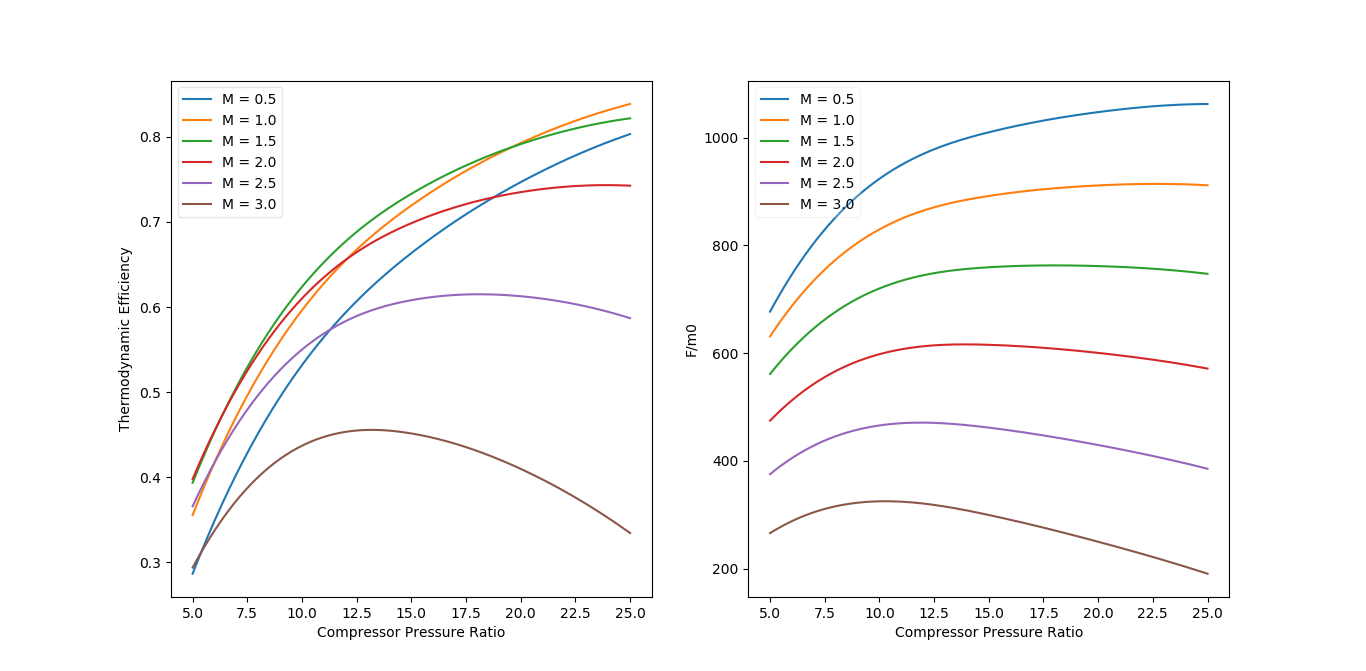 M = 0.5
M = 1.0
M = 1.5
M = 2.0
M = 2.5
M = 3.0
0.8
0.7
0.6
0.5
0.4
0.3
Thermodynamic Efficiency
5.0 7.5 10.0 12.5 15.0 17.5 20.0 22.5 25.0
Compressor Pressure Ratio
M = 0.5
M = 1.0
M = 1.5
M = 2.0
M = 2.5
M = 3.0
1000
800
600
400
200
F/m0
5.0 7.5 10.0 12.5 15.0 17.5 20.0 22.5 25.0
Compressor Pressure Ratio